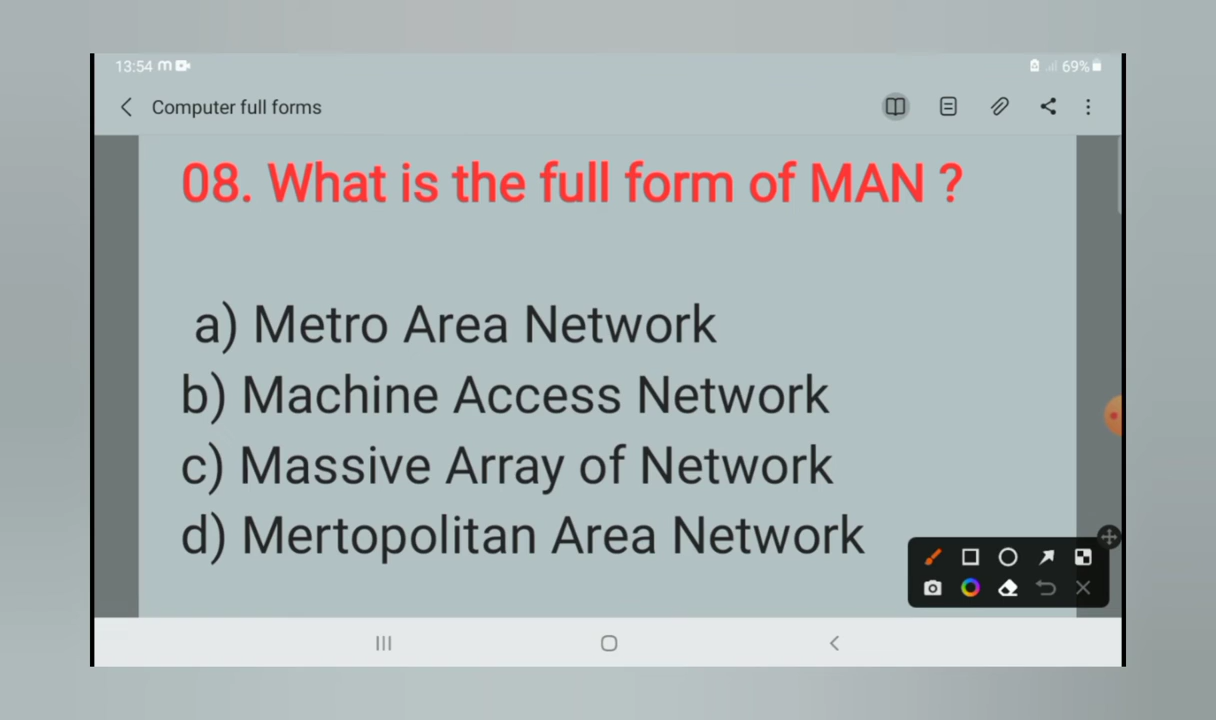 13:54 m
69%
Computer full forms
08. What is the full form of MAN ?
a) Metro Area Network
b) Machine Access Network
c) Massive Array of Network
d) Mertopolitan Area Network